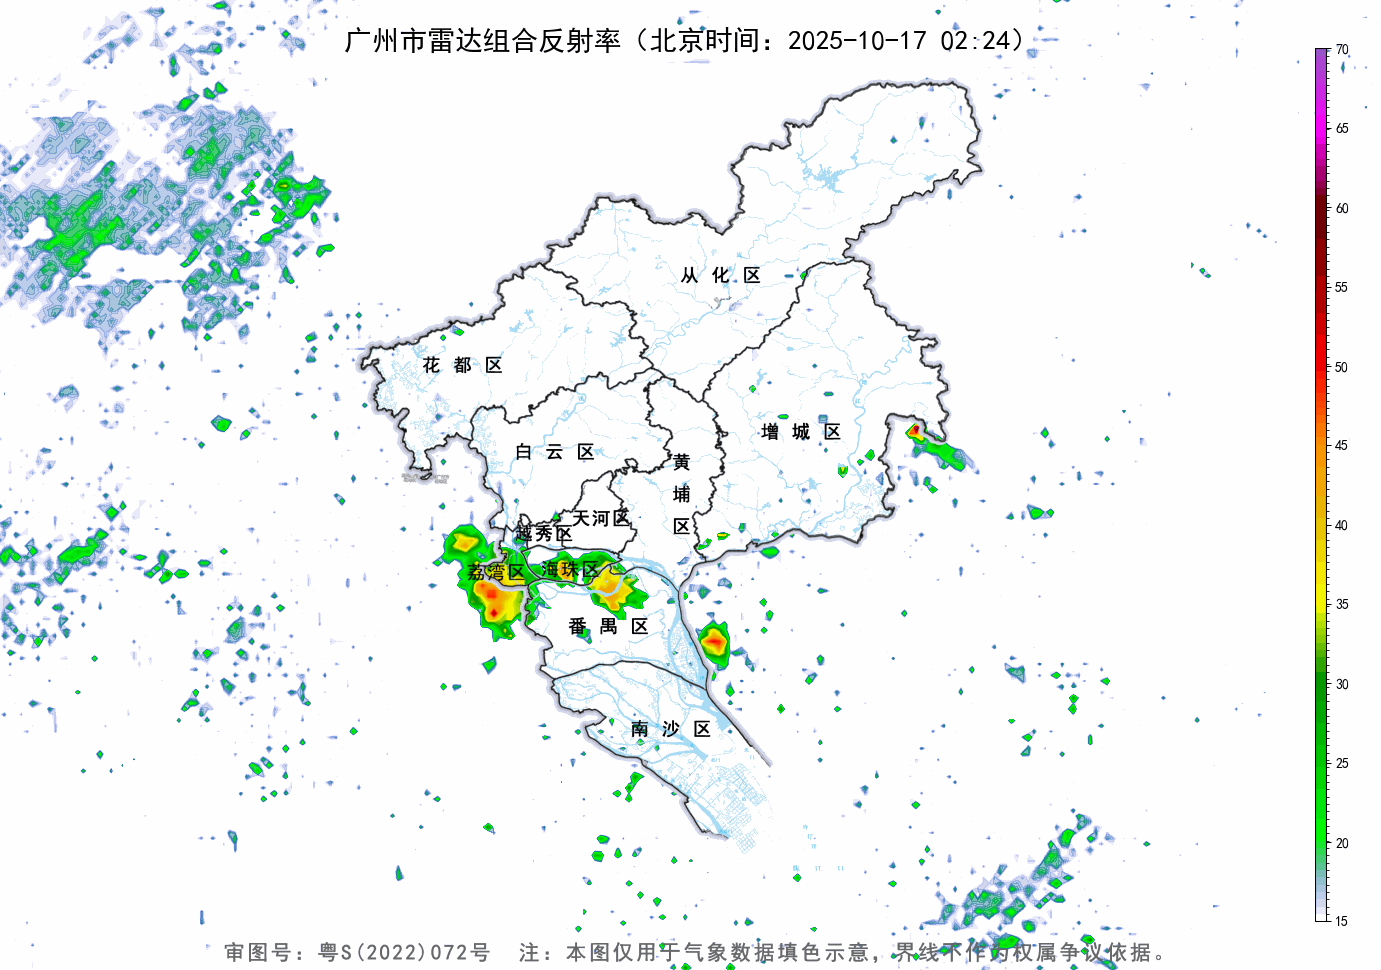 广州市雷达组合反射率（北京时间：2025-10-17 02:24）
70
65
60
55
50
45
40
35
30
25
20
15
从化区
花都区
增城区
白云区
黄埔区
天河区
越秀区
海珠区
荔湾区
番禺区
南沙区
审图号：粤S(2022)072号 注：本图仅用于气象数据填色示意，界线不作为权属争议依据。